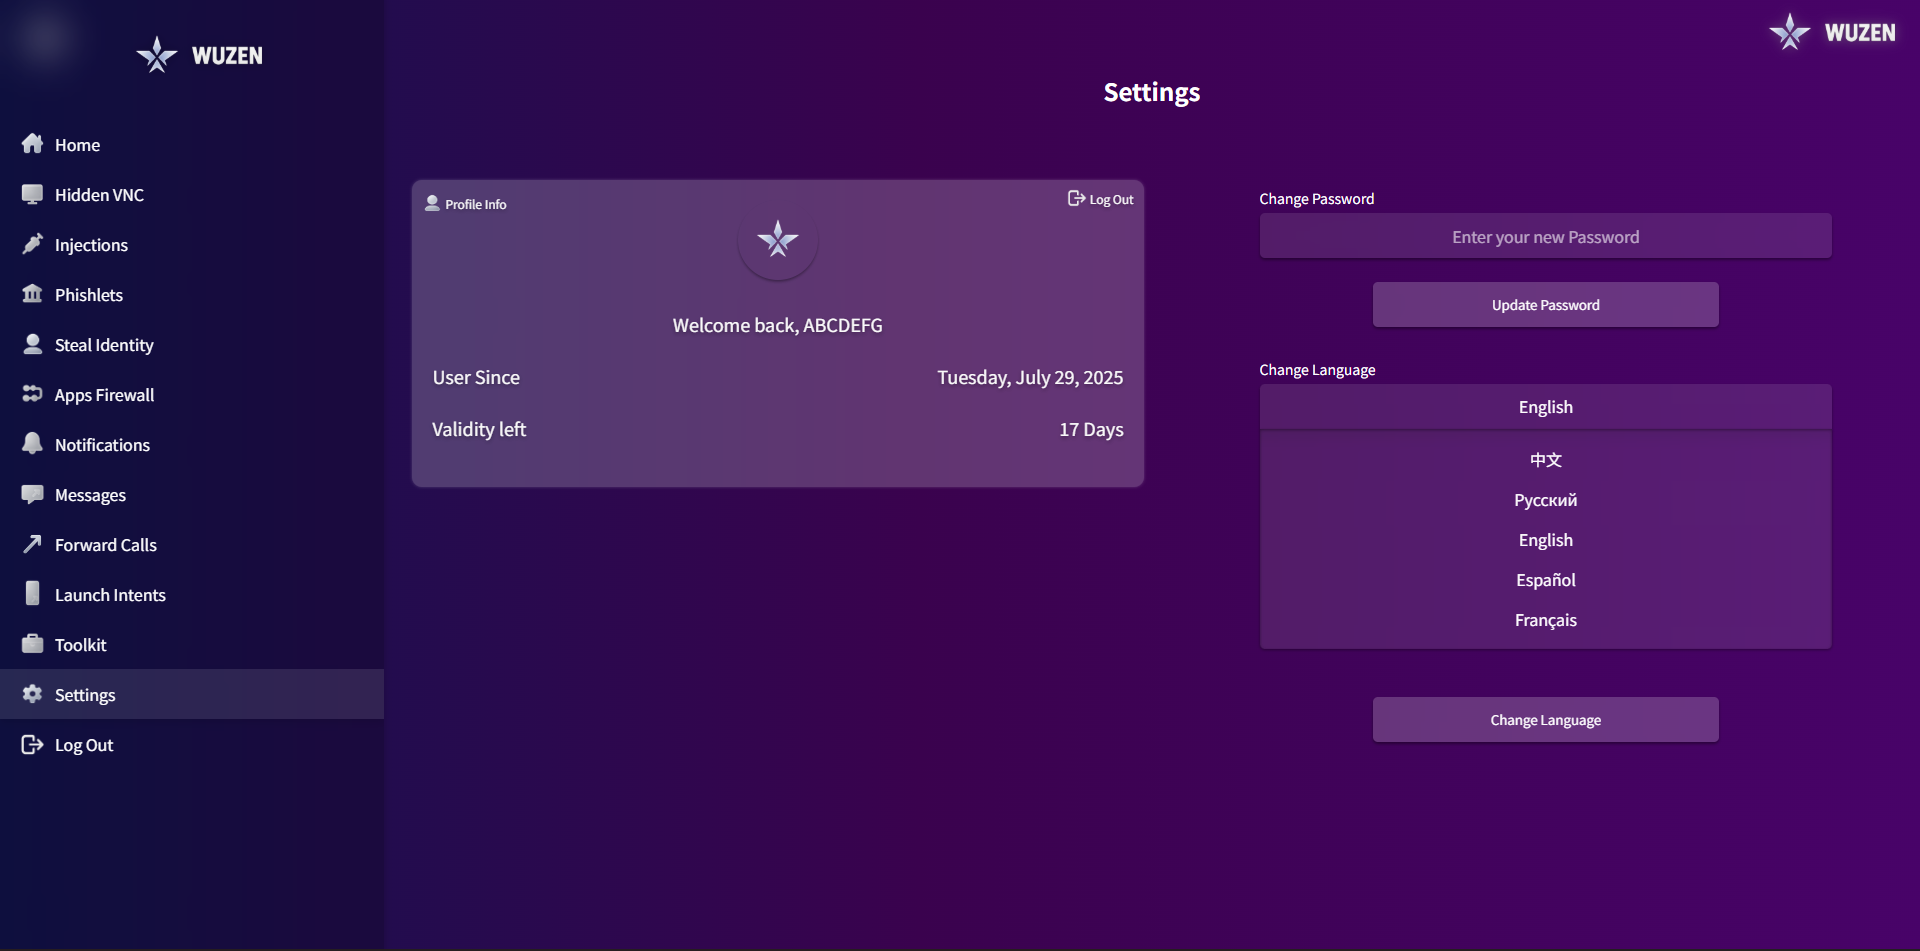 WUZEN
Home
Hidden VNC
Injections
Phishlets
Steal Identity
Apps Firewall
Notifications
Messages
Forward Calls
Launch Intents
Toolkit
Settings
Log Out
WUZEN
Settings
Profile Info
Log Out
Welcome back, ABCDEFG
User Since Tuesday, July 29, 2025
Validity left 17 Days
Change Password
Enter your new Password
Update Password
Change Language
English
中文
Русский
English
Español
Français
Change Language